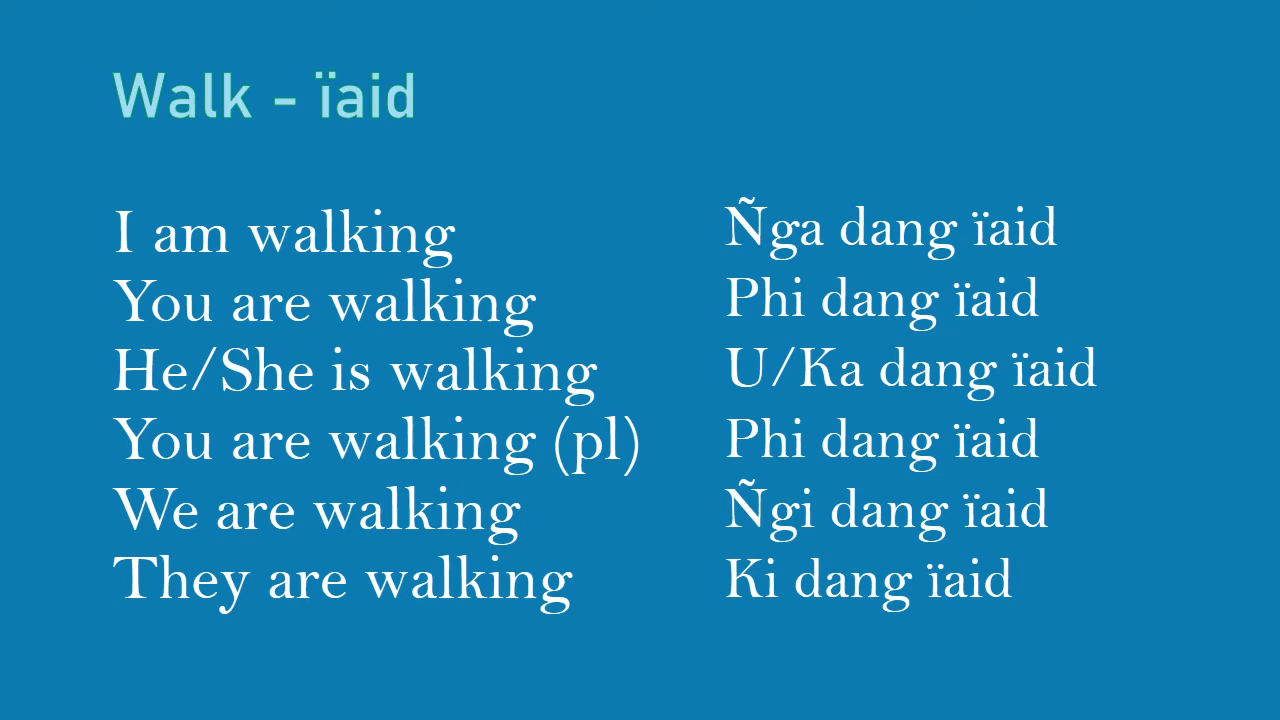 Walk - ïaid
I am walking
You are walking
He/She is walking
You are walking (pl)
We are walking
They are walking
Ñga dang ïaid
Phi dang ïaid
U/Ka dang ïaid
Phi dang ïaid
Ñgi dang ïaid
Ki dang ïaid